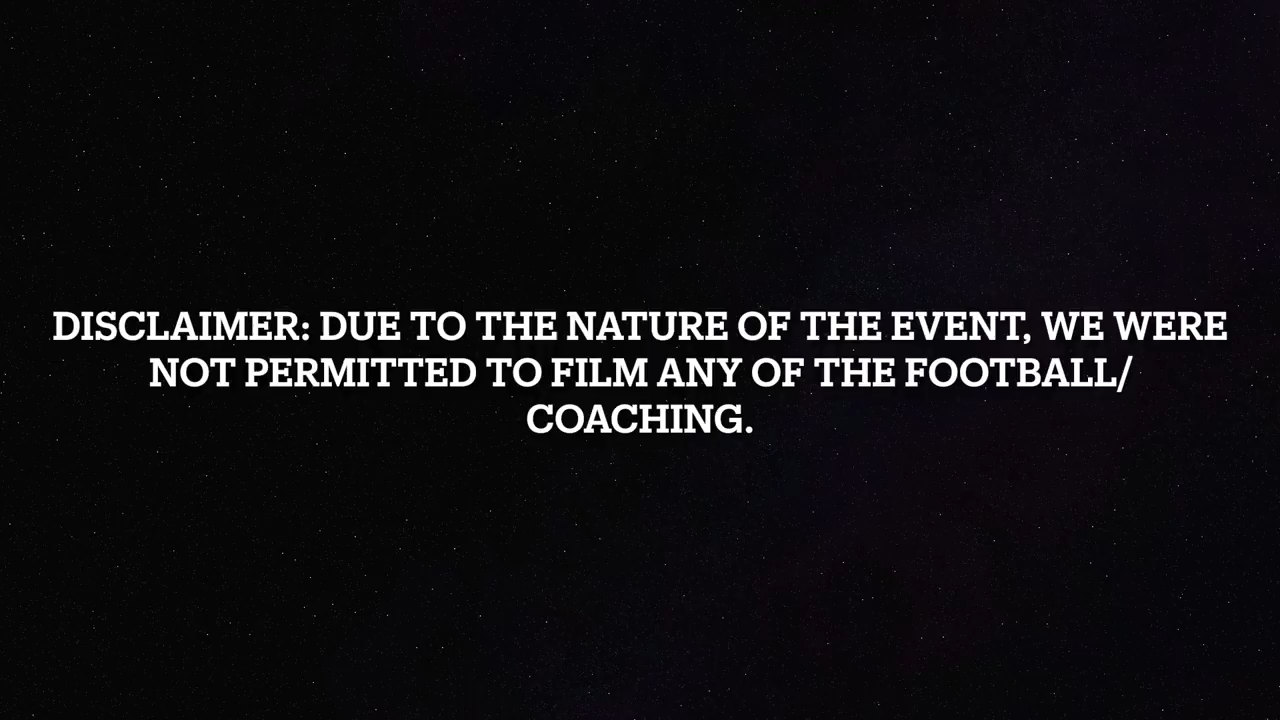 DISCLAIMER: DUE TO THE NATURE OF THE EVENT, WE WERE
NOT PERMITTED TO FILM ANY OF THE FOOTBALL/
COACHING.